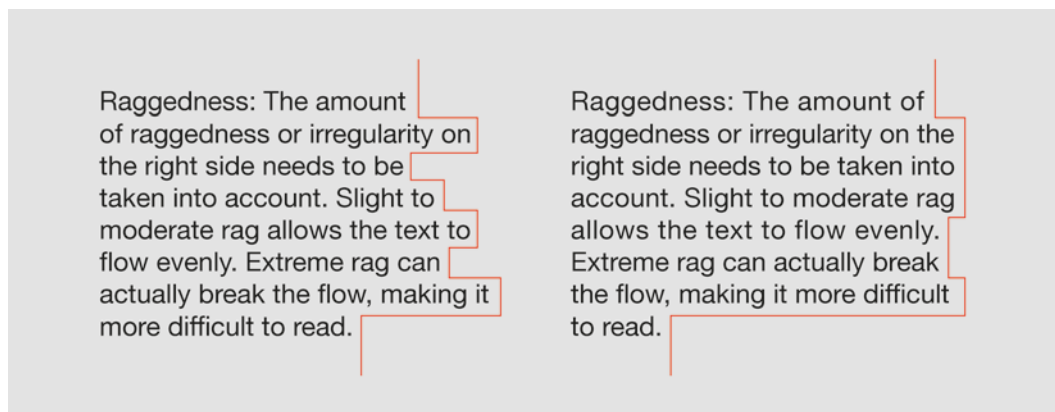 Raggedness: The amount
of raggedness or irregularity on
the right side needs to be
taken into account. Slight to
moderate rag allows the text to
flow evenly. Extreme rag can
actually break the flow, making it
more difficult to read.
Raggedness: The amount of
raggedness or irregularity on the
right side needs to be taken into
account. Slight to moderate rag
allows the text to flow evenly.
Extreme rag can actually break
the flow, making it more difficult
to read.